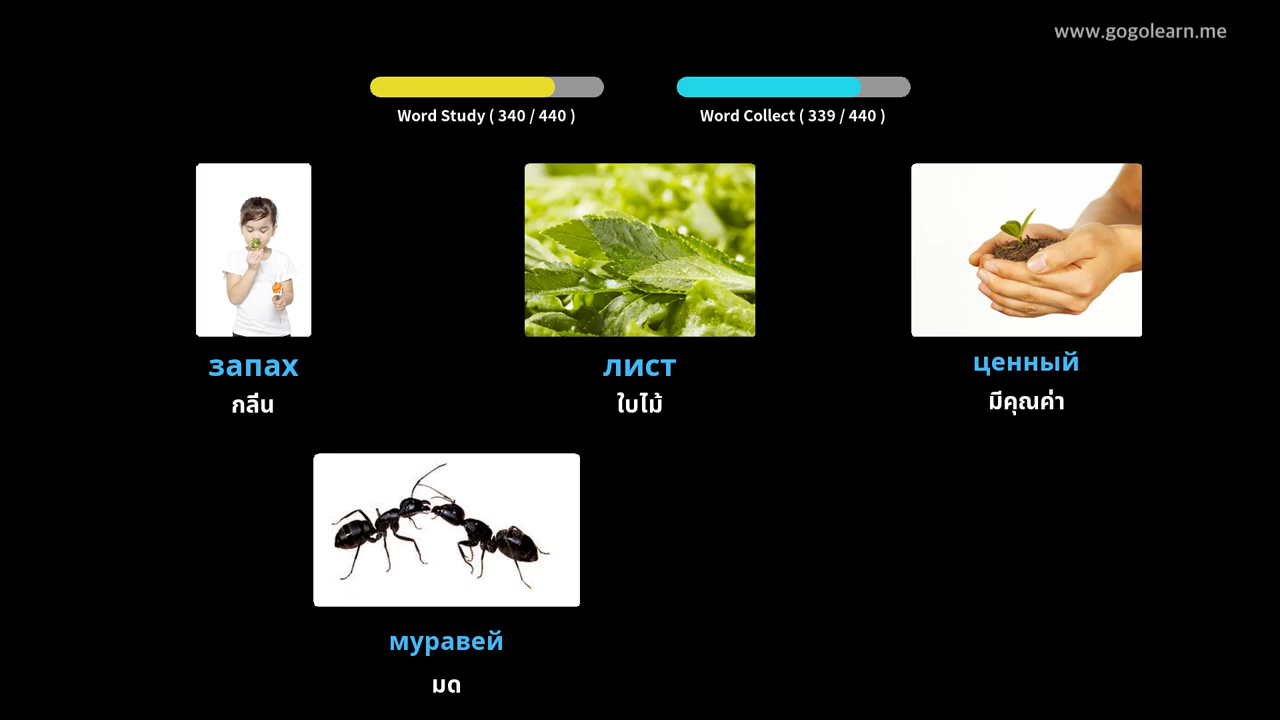 www.gogolearn.me
Word Study ( 340 / 440 )
Word Collect ( 339 / 440 )
запах
กลีน
лист
ใบไม้
ценный
มีคุณค่า
муравей
มด